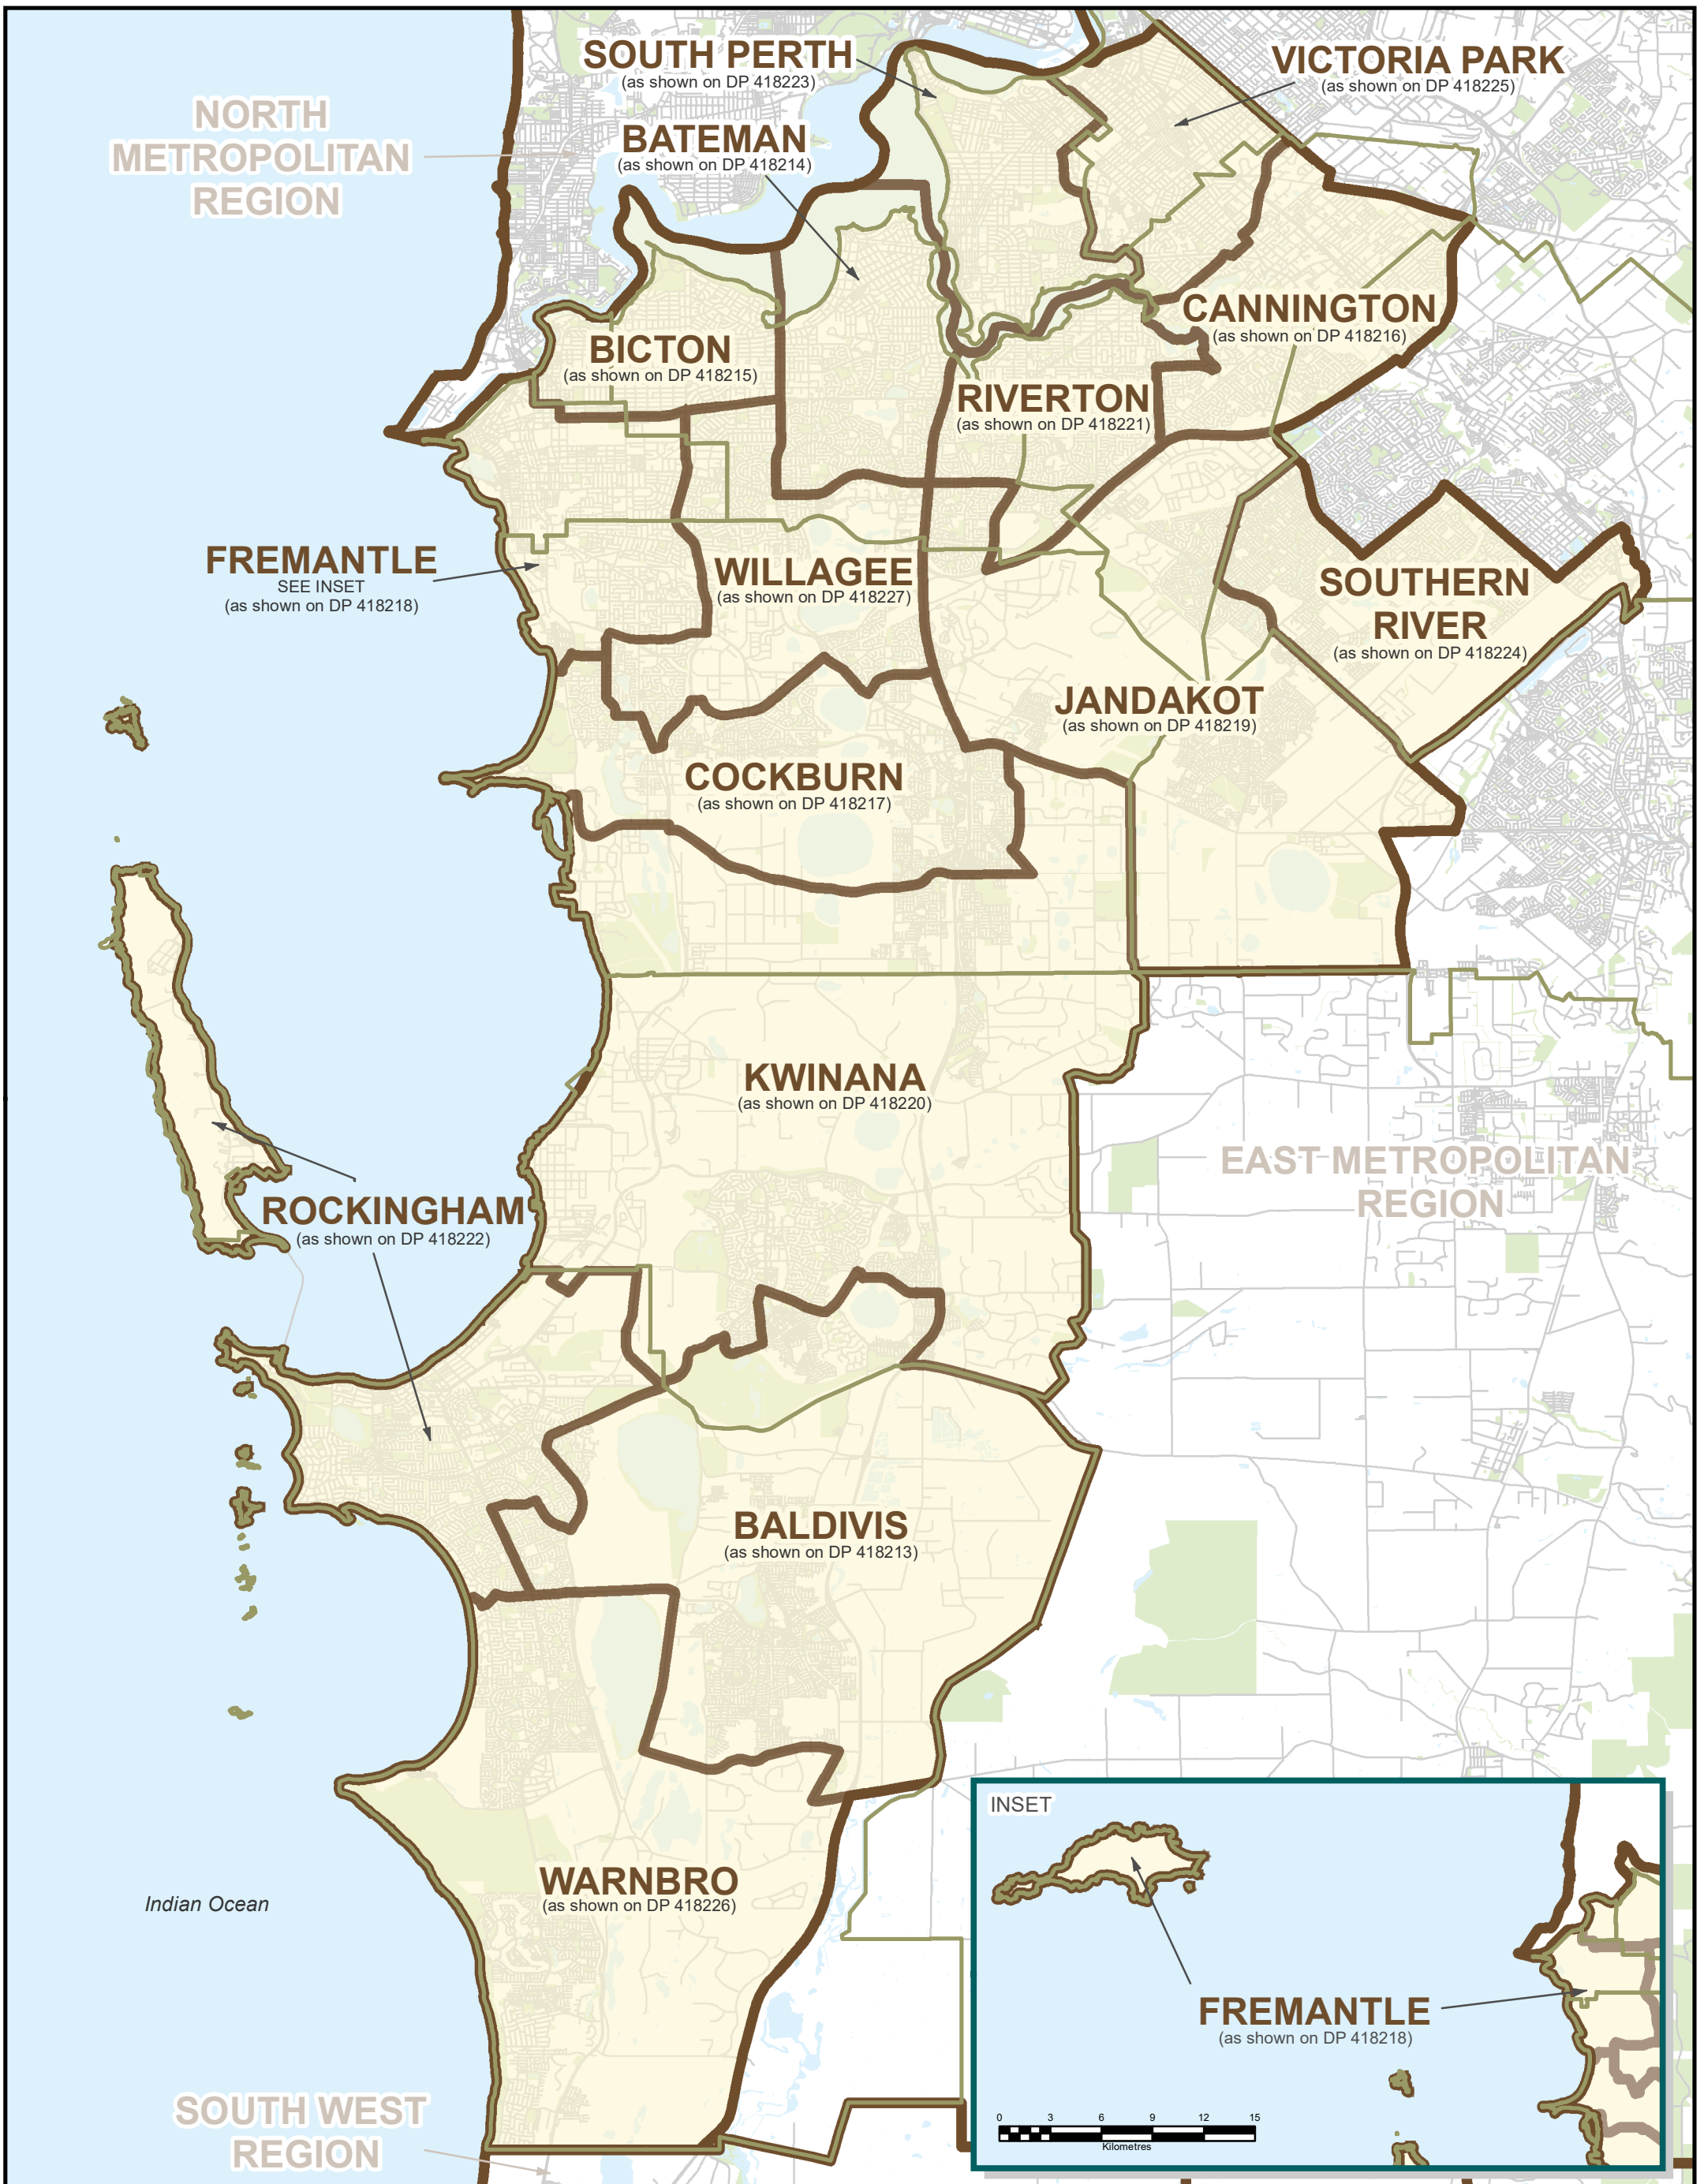 SOUTH PERTH
(as shown on DP 418223)
VICTORIA PARK
(as shown on DP 418225)
NORTH
METROPOLITAN
REGION
BATEMAN
(as shown on DP 418214)
CANNINGTON
(as shown on DP 418216)
BICTON
(as shown on DP 418215)
RIVERTON
(as shown on DP 418221)
FREMANTLE
SEE INSET
(as shown on DP 418218)
WILLAGEE
(as shown on DP 418227)
SOUTHERN
RIVER
(as shown on DP 418224)
JANDAKOT
(as shown on DP 418219)
COCKBURN
(as shown on DP 418217)
KWINANA
(as shown on DP 418220)
EAST METROPOLITAN
REGION
ROCKINGHAM
(as shown on DP 418222)
BALDIVIS
(as shown on DP 418213)
WARNBRO
(as shown on DP 418226)
Indian Ocean
SOUTH WEST
REGION
INSET
FREMANTLE
(as shown on DP 418218)
0 3 6 9 12 15
Kilometres